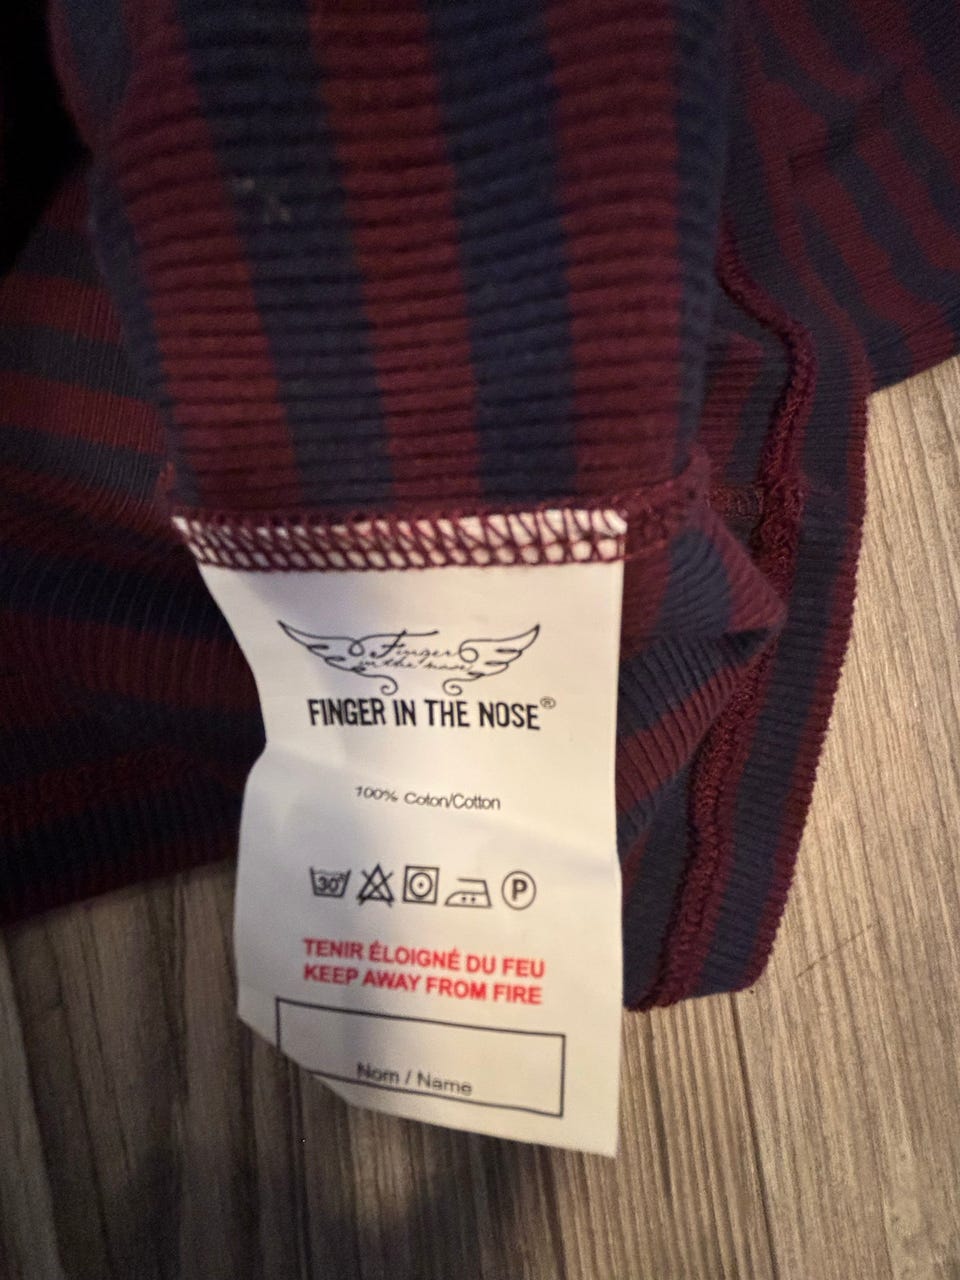 Finger
in the nose
FINGER IN THE NOSE®
100% Coton/Cotton
30° P
TENIR ÉLOIGNÉ DU FEU
KEEP AWAY FROM FIRE
Nom / Name